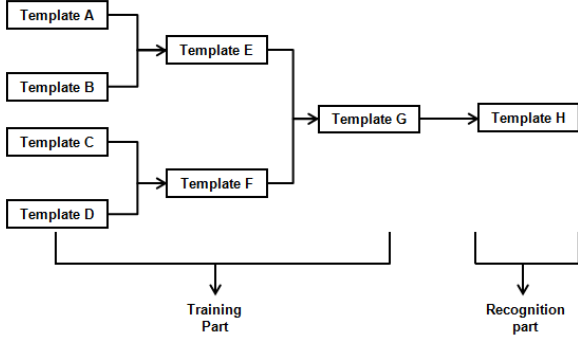 Template A
Template E
Template B
Template G
Template H
Template C
Template F
Template D
Training
Part
Recognition
part